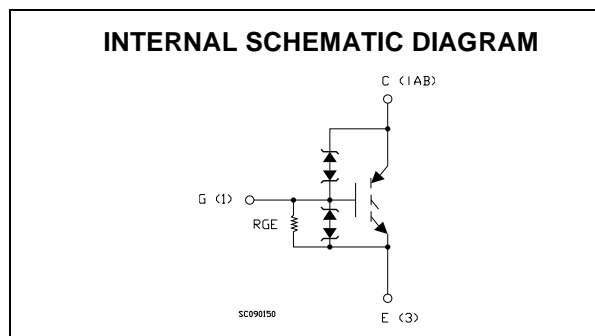 INTERNAL SCHEMATIC DIAGRAM
C (TAB)
G (1)
RGE
SC090150
E (3)